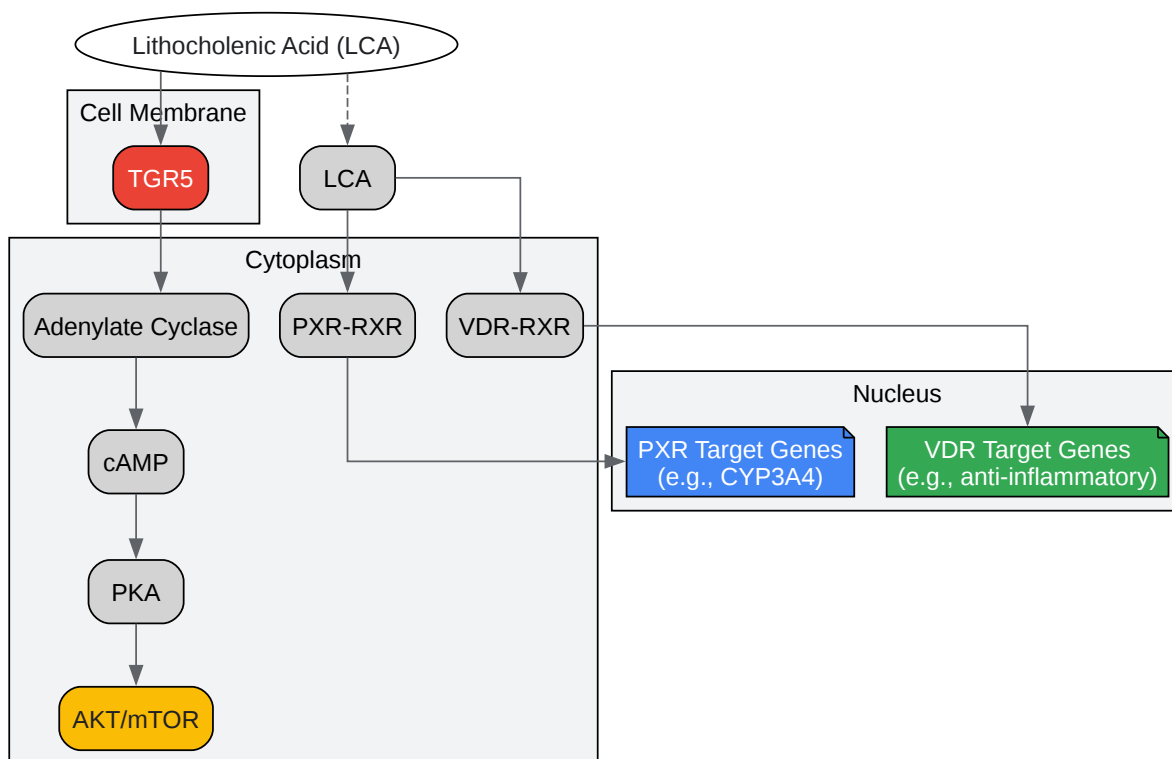 Lithocholenic Acid (LCA)
Cell Membrane
TGR5
LCA
Cytoplasm
Adenylate Cyclase
PXR-RXR
VDR-RXR
Nucleus
PXR Target Genes
(e.g., CYP3A4)
VDR Target Genes
(e.g., anti-inflammatory)
cAMP
PKA
AKT/mTOR